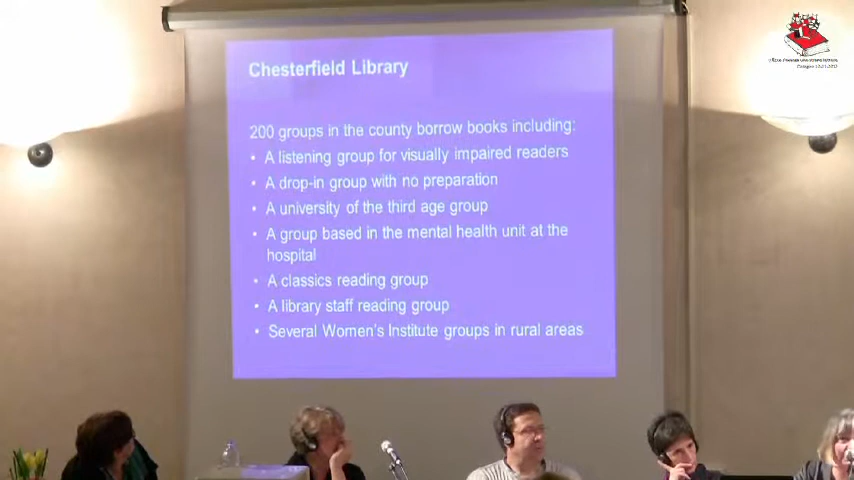 Chesterfield Library
200 groups in the county borrow books including:
• A listening group for visually impaired readers
• A drop-in group with no preparation
• A university of the third age group
• A group based in the mental health unit at the
hospital
• A classics reading group
• A library staff reading group
• Several Women's Institute groups in rural areas